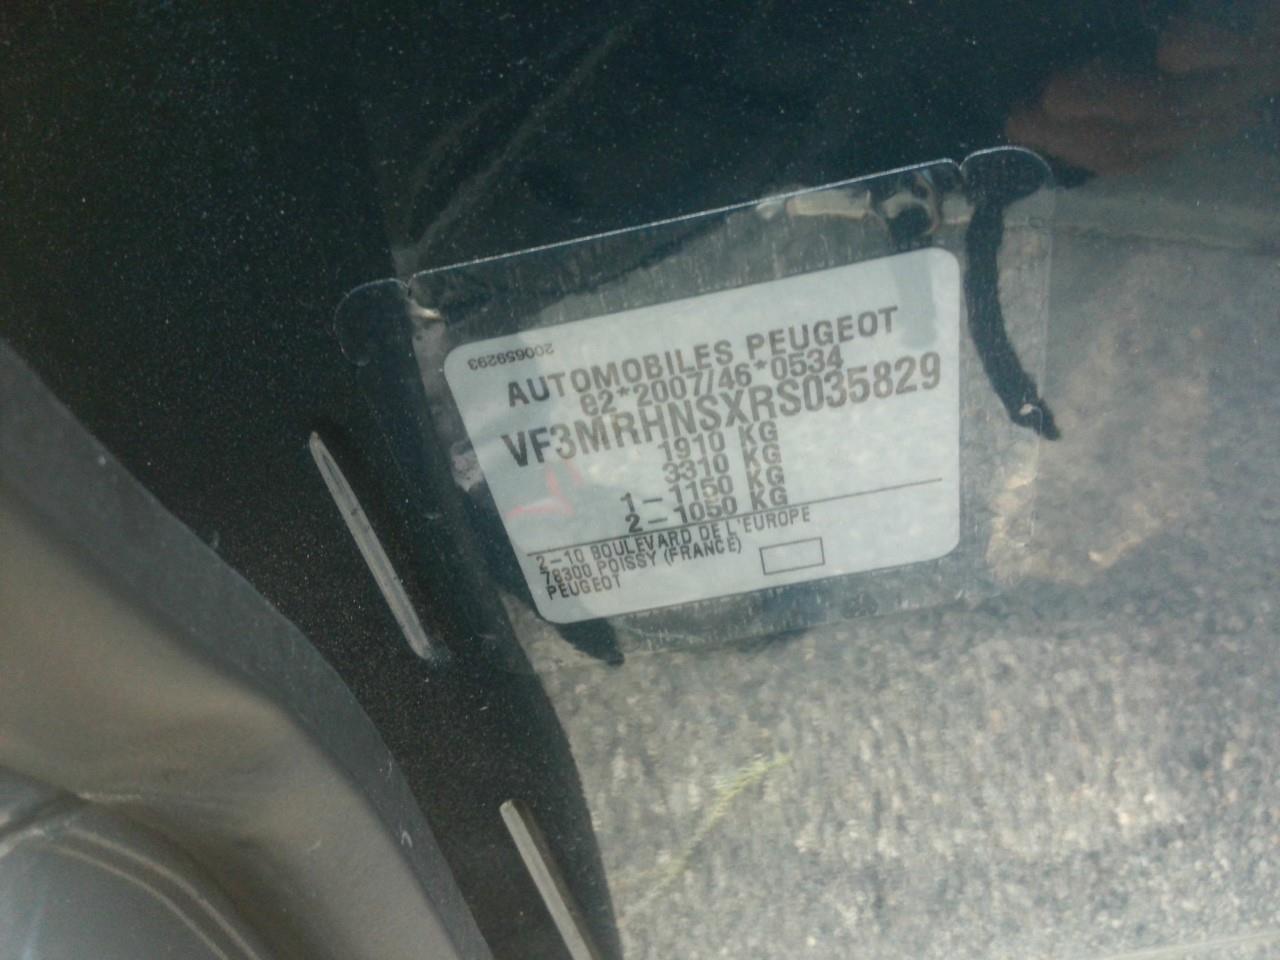 200659293
AUTOMOBILES PEUGEOT
e2*2007/46*0534
VF3MRHNSXRS035829
1910 KG
3310 KG
1-1150 KG
2-1050 KG
2-10 BOULEVARD DE L'EUROPE
78300 POISSY (FRANCE)
PEUGEOT